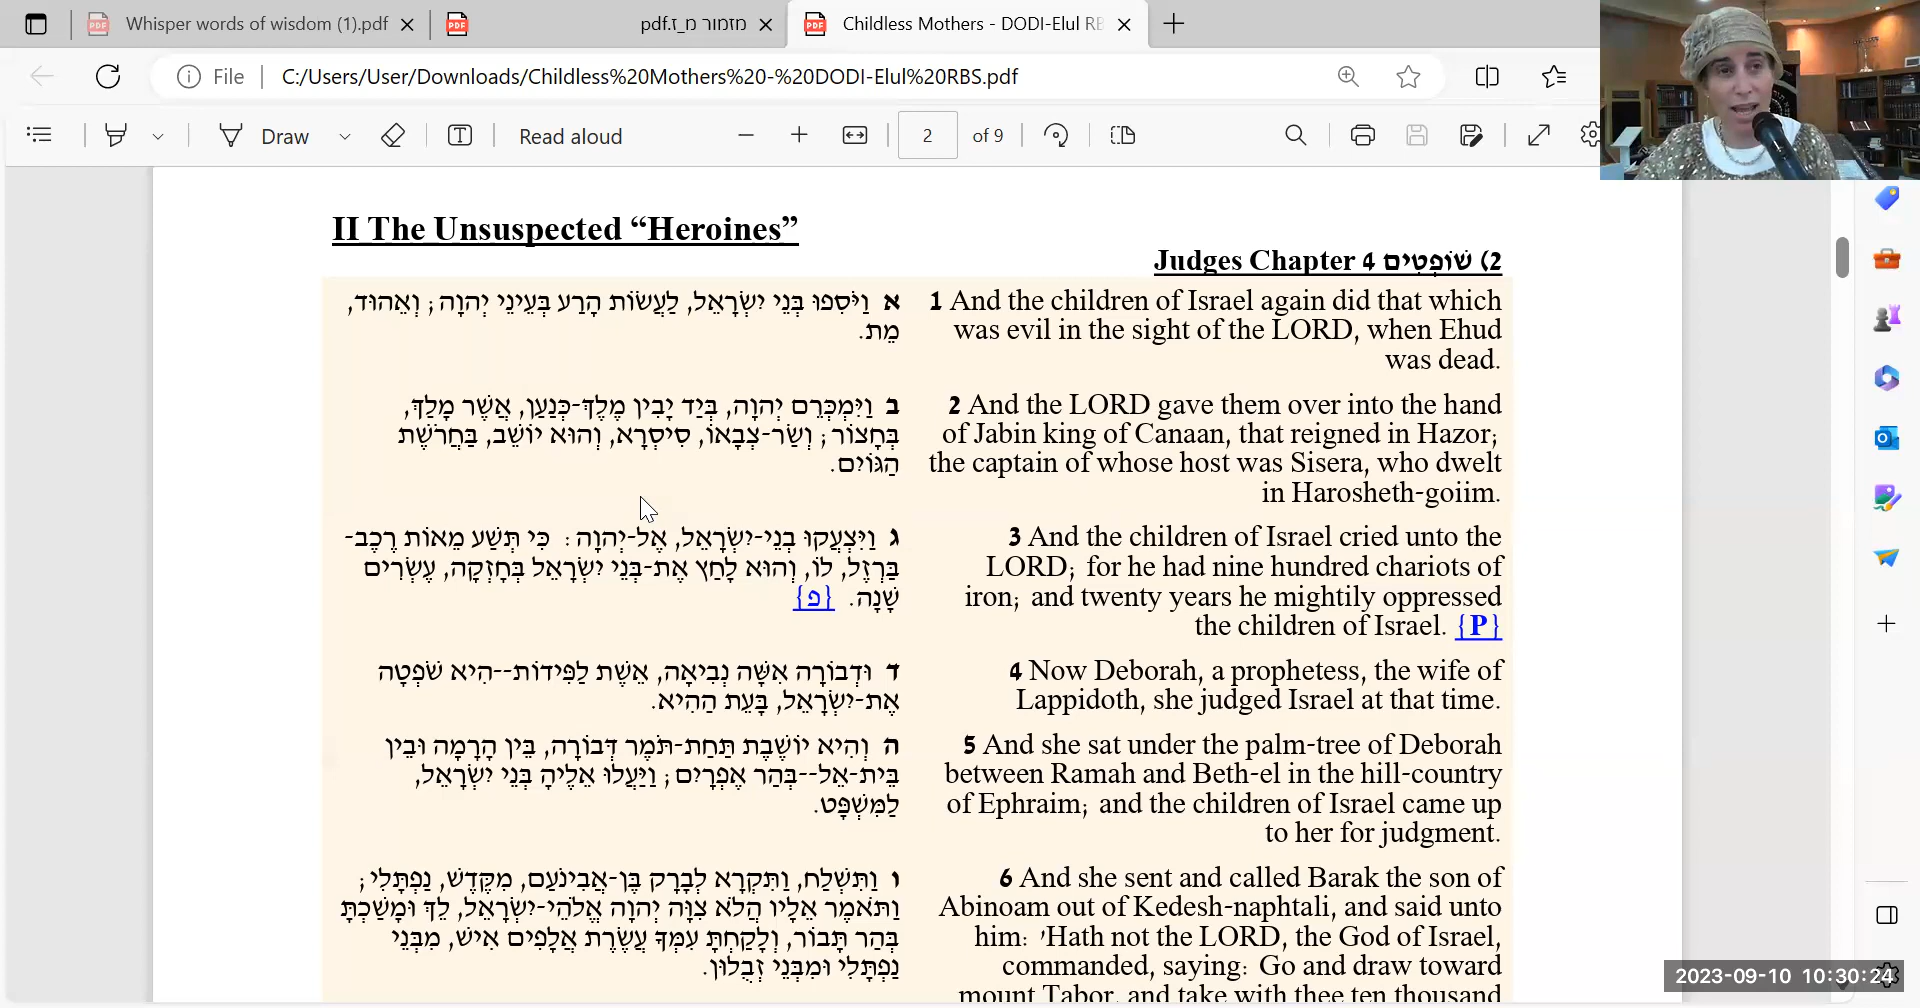 Whisper words of wisdom (1).pdf
מזמור מ_ז.pdf
Childless Mothers - DODI-Elul RB
File
C:/Users/User/Downloads/Childless%20Mothers%20-%20DODI-Elul%20RBS.pdf
Draw
Read aloud
2
of 9
II The Unsuspected “Heroines”
2) שׁוֹפְטִים Judges Chapter 4
א וַיֹּסִפוּ בְּנֵי יִשְׂרָאֵל, לַעֲשׂוֹת הָרַע בְּעֵינֵי יְהוָה; וְאֵהוּד,
מֵת.
1 And the children of Israel again did that which
was evil in the sight of the LORD, when Ehud
was dead.
ב וַיִּמְכְּרֵם יְהוָה, בְּיַד יָבִין מֶלֶךְ-כְּנַעַן, אֲשֶׁר מָלַךְ,
בְּחָצוֹר; וְשַׂר-צְבָאוֹ, סִיסְרָא, וְהוּא יוֹשֵׁב, בַּחֲרֹשֶׁת
הַגּוֹיִם.
2 And the LORD gave them over into the hand
of Jabin king of Canaan, that reigned in Hazor;
the captain of whose host was Sisera, who dwelt
in Harosheth-goiim.
ג וַיִּצְעֲקוּ בְנֵי-יִשְׂרָאֵל, אֶל-יְהוָה: כִּי תְּשַׁע מֵאוֹת רֶכֶב-
בַּרְזֶל, לוֹ, וְהוּא לָחַץ אֶת-בְּנֵי יִשְׂרָאֵל בְּחָזְקָה, עֶשְׂרִים
שָׁנָה. {פ}
3 And the children of Israel cried unto the
LORD; for he had nine hundred chariots of
iron; and twenty years he mightily oppressed
the children of Israel. {P}
ד וּדְבוֹרָה אִשָּׁה נְבִיאָה, אֵשֶׁת לַפִּידוֹת--הִיא שֹׁפְטָה
אֶת-יִשְׂרָאֵל, בָּעֵת הַהִיא.
4 Now Deborah, a prophetess, the wife of
Lappidoth, she judged Israel at that time.
ה וְהִיא יוֹשֶׁבֶת תַּחַת-תֹּמֶר דְּבוֹרָה, בֵּין הָרָמָה וּבֵין
בֵּית-אֵל--בְּהַר אֶפְרָיִם; וַיַּעֲלוּ אֵלֶיהָ בְּנֵי יִשְׂרָאֵל,
לַמִּשְׁפָּט.
5 And she sat under the palm-tree of Deborah
between Ramah and Beth-el in the hill-country
of Ephraim; and the children of Israel came up
to her for judgment.
ו וַתִּשְׁלַח, וַתִּקְרָא לְבָרָק בֶּן-אֲבִינֹעַם, מִקֶּדֶשׁ, נַפְתָּלִי;
וַתֹּאמֶר אֵלָיו הֲלֹא צִוָּה יְהוָה אֱלֹהֵי-יִשְׂרָאֵל, לֵךְ וּמָשַׁכְתָּ
בְּהַר תָּבוֹר, וְלָקַחְתָּ עִמְּךָ עֲשֶׂרֶת אֲלָפִים אִישׁ, מִבְּנֵי
נַפְתָּלִי וּמִבְּנֵי זְבֻלוּן.
6 And she sent and called Barak the son of
Abinoam out of Kedesh-naphtali, and said unto
him: 'Hath not the LORD, the God of Israel,
commanded, saying: Go and draw toward
mount Tabor, and take with thee ten thousand
2023-09-10 10:30:24